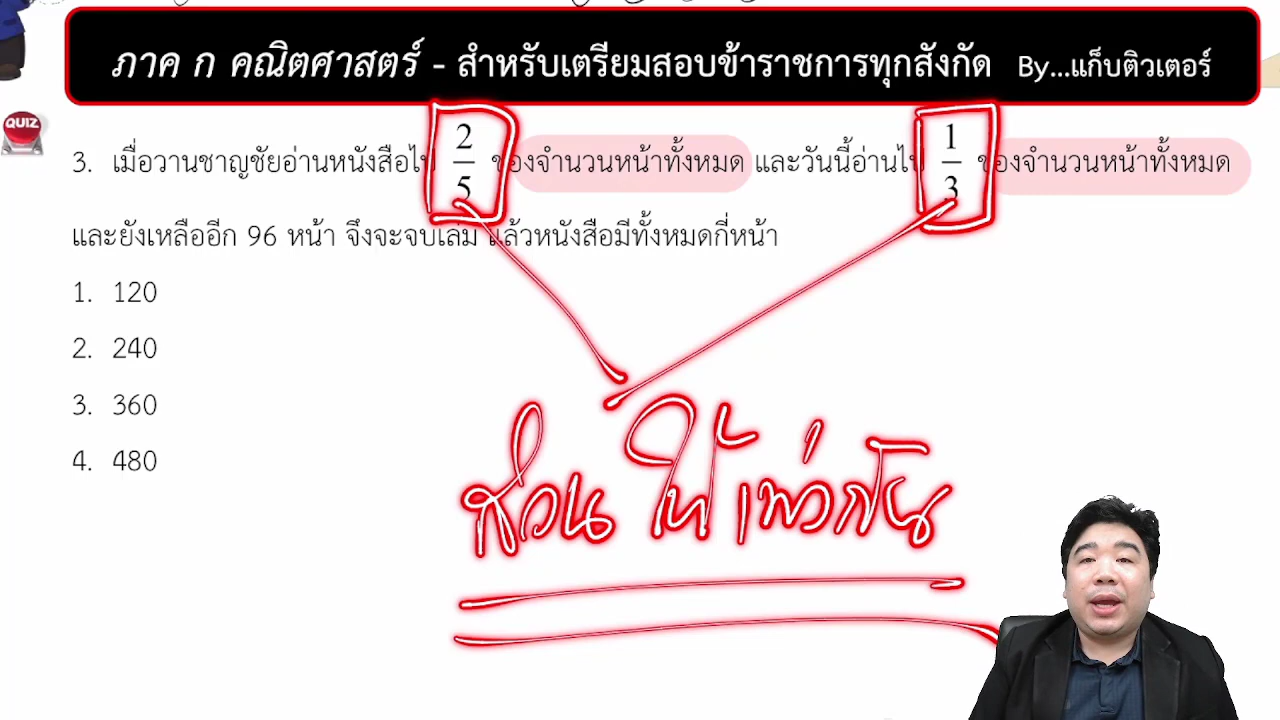 ภาค ก คณิตศาสตร์ - สำหรับเตรียมสอบข้าราชการทุกสังกัด By...แก็บติวเตอร์
QUIZ
3. เมื่อวานชาญชัยอ่านหนังสือไป 2/5 ของจำนวนหน้าทั้งหมด และวันนี้อ่านไป 1/3 ของจำนวนหน้าทั้งหมด
และยังเหลืออีก 96 หน้า จึงจะจบเล่ม แล้วหนังสือมีทั้งหมดกี่หน้า
1. 120
2. 240
3. 360
4. 480
ส่วน ให้ เท่ากัน